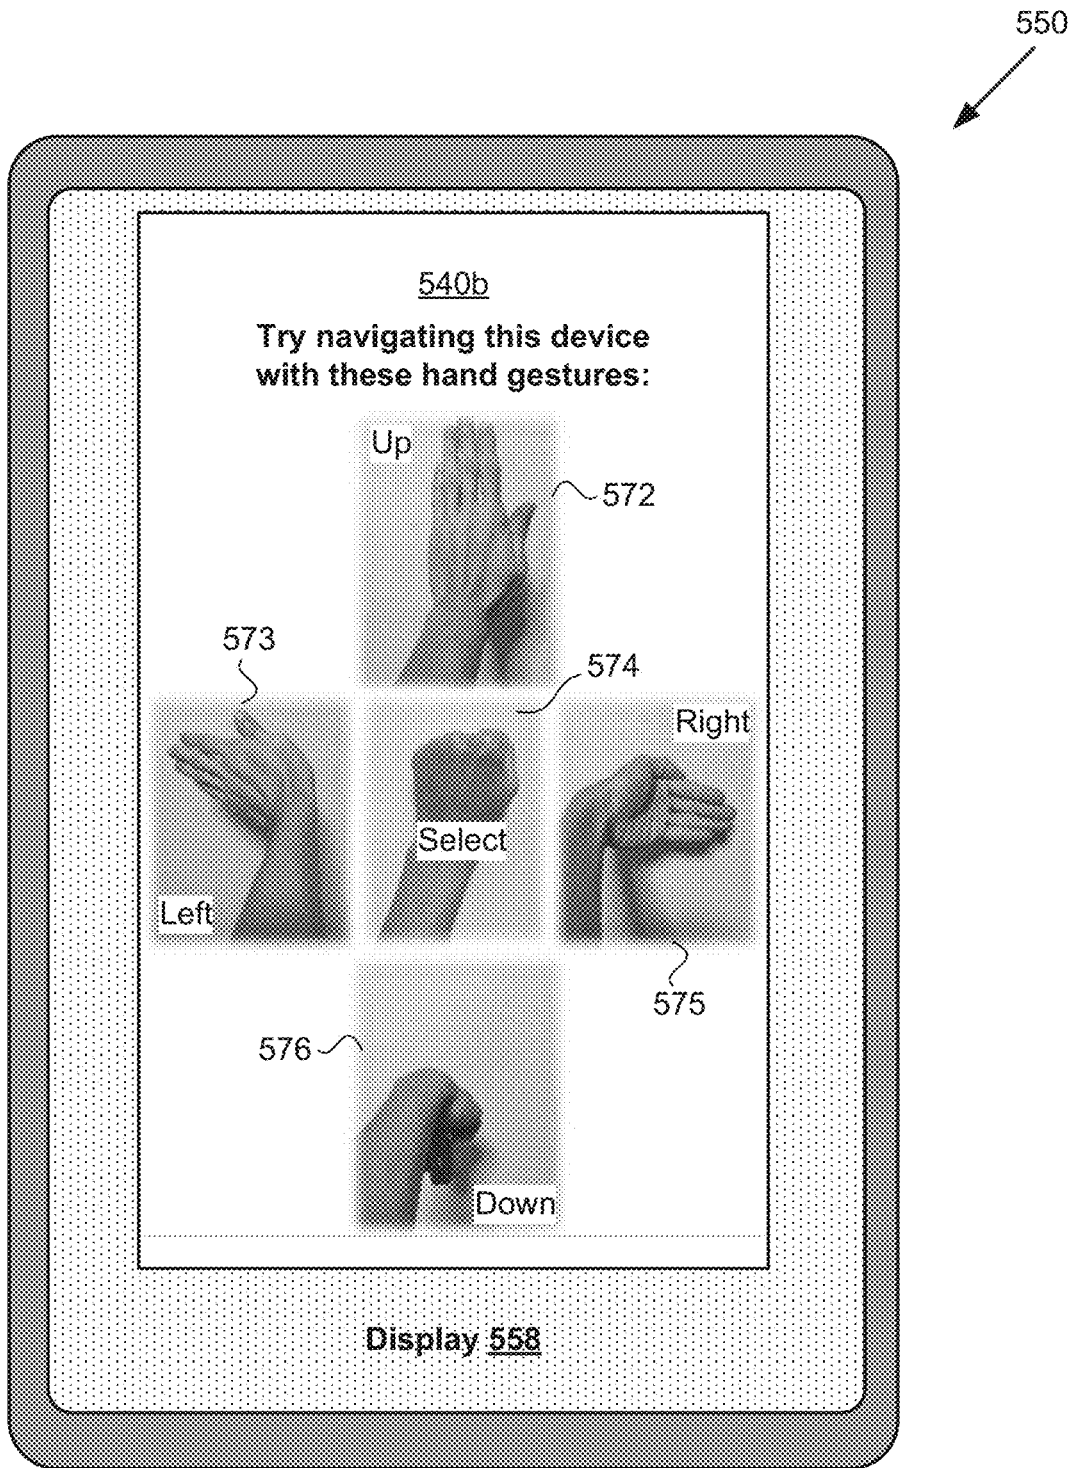 550
540b
Try navigating this device
with these hand gestures:
Up
572
573
574
Right
Select
Left
575
576
Down
Display 558